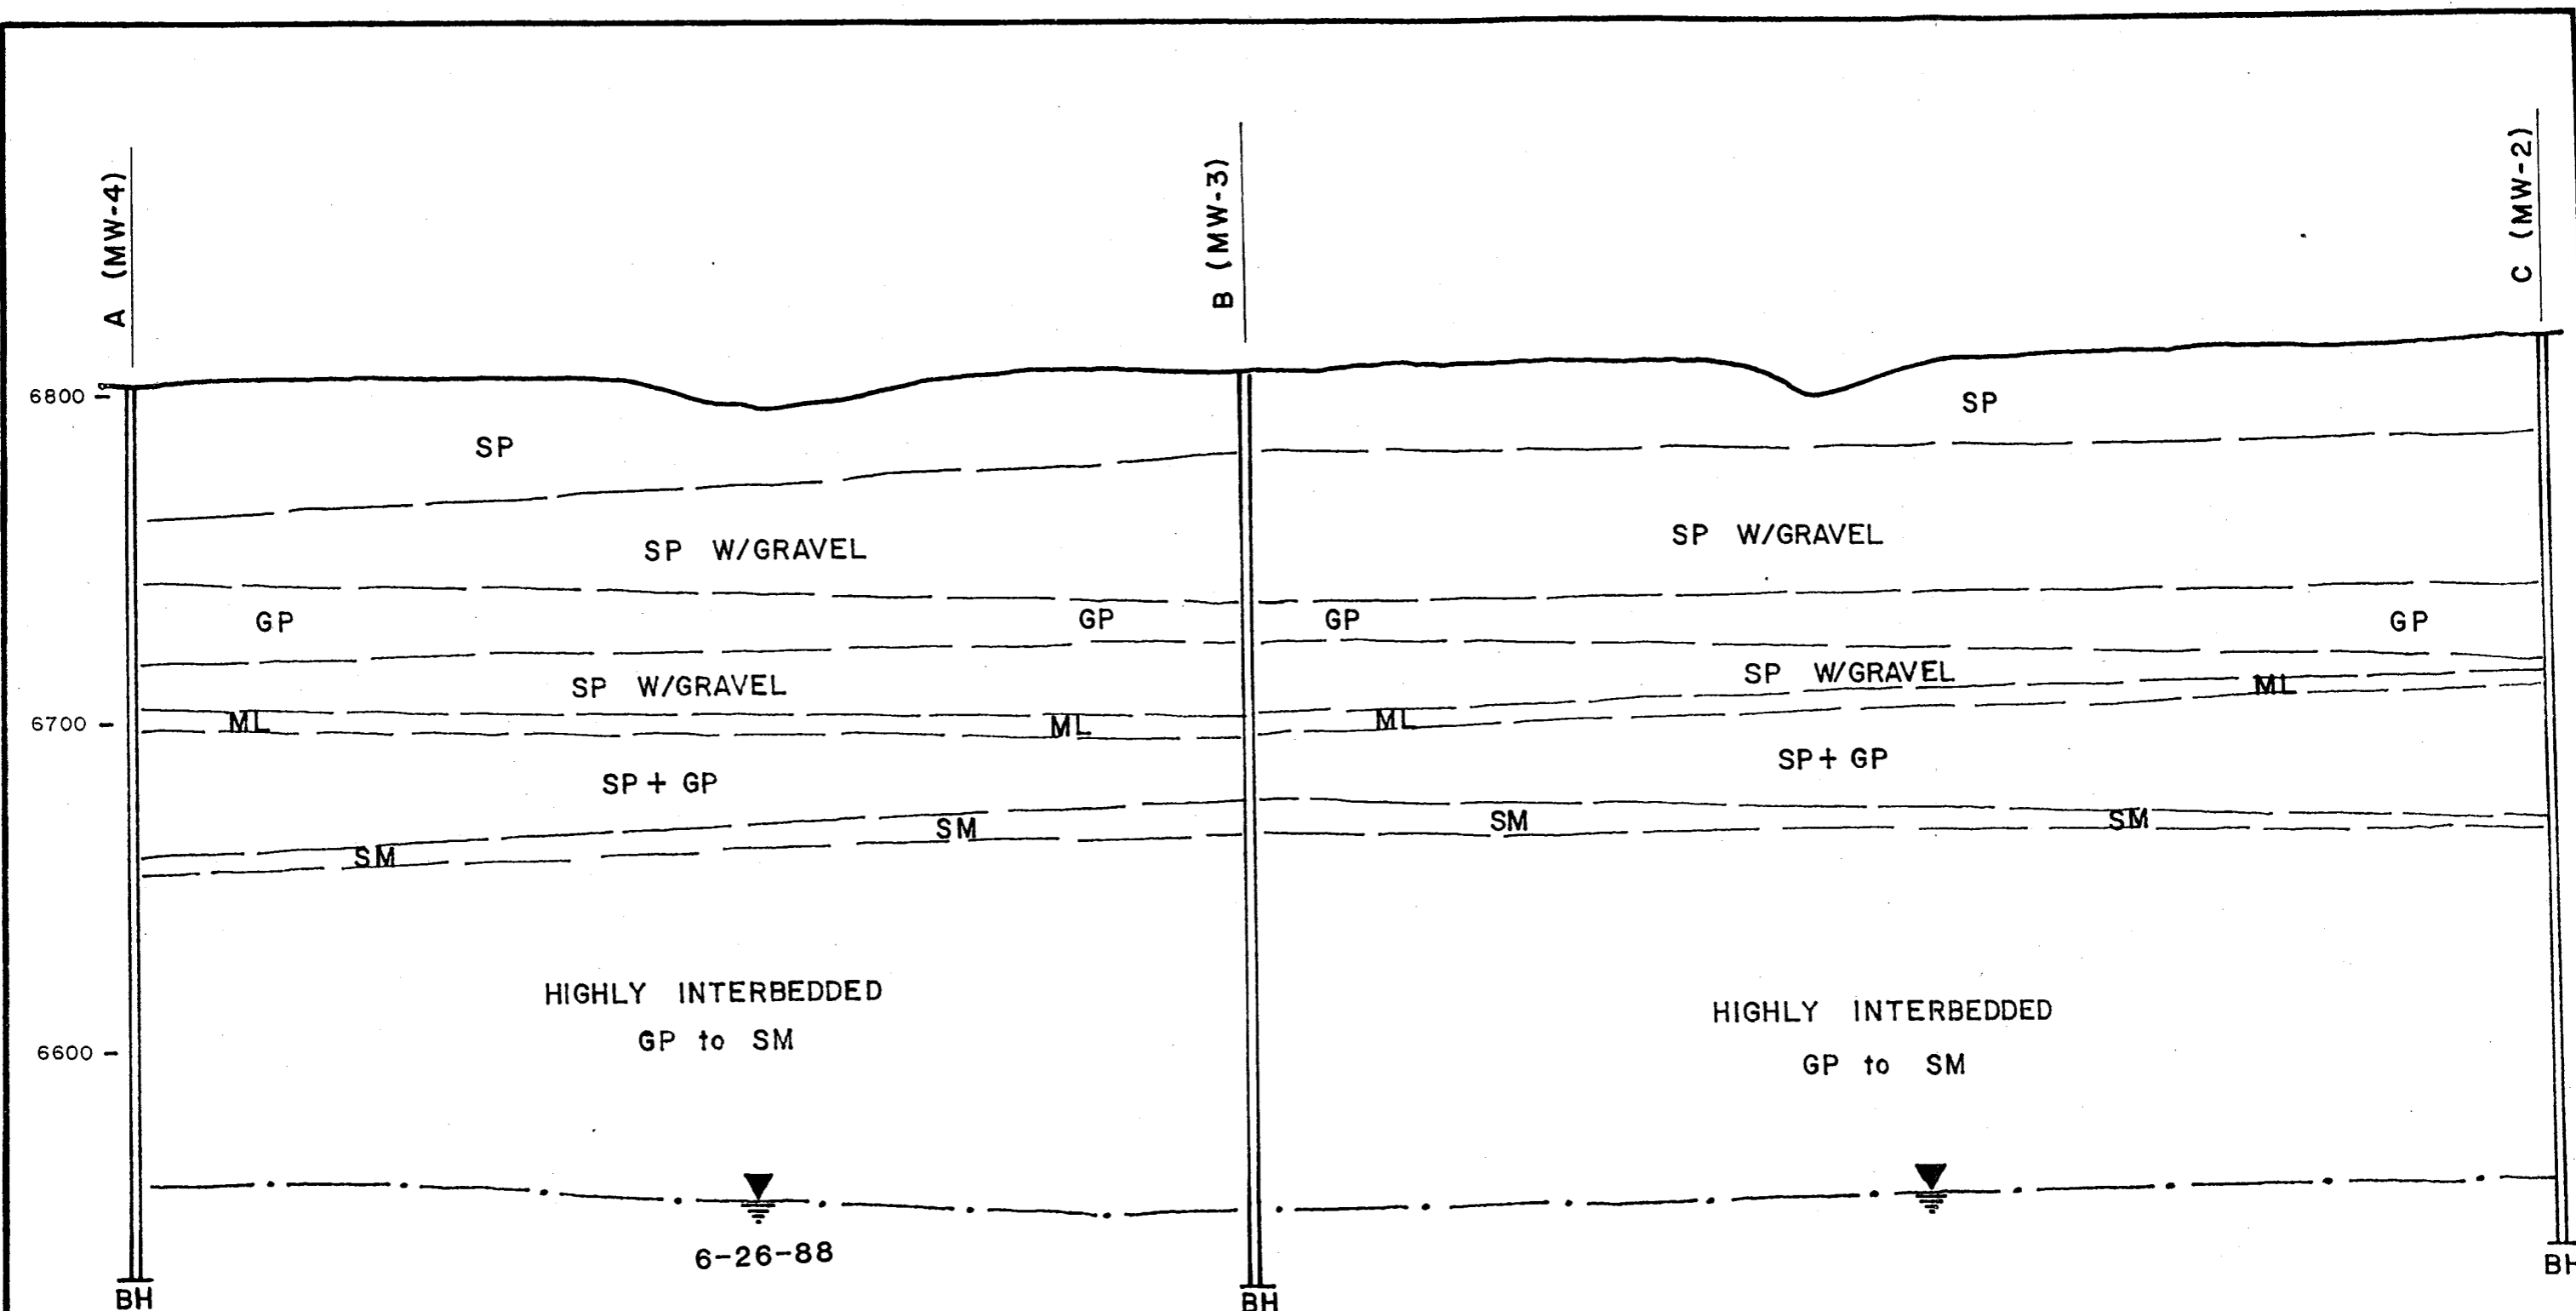 A (MW-4)
B (MW-3)
C (MW-2)
6800
SP
SP
SP W/GRAVEL
SP W/GRAVEL
GP
GP
GP
GP
SP W/GRAVEL
SP W/GRAVEL
ML
ML
ML
ML
6700
SP + GP
SP + GP
SM
SM
SM
SM
HIGHLY INTERBEDDED
GP to SM
HIGHLY INTERBEDDED
GP to SM
6600
6-26-88
BH
BH
BH